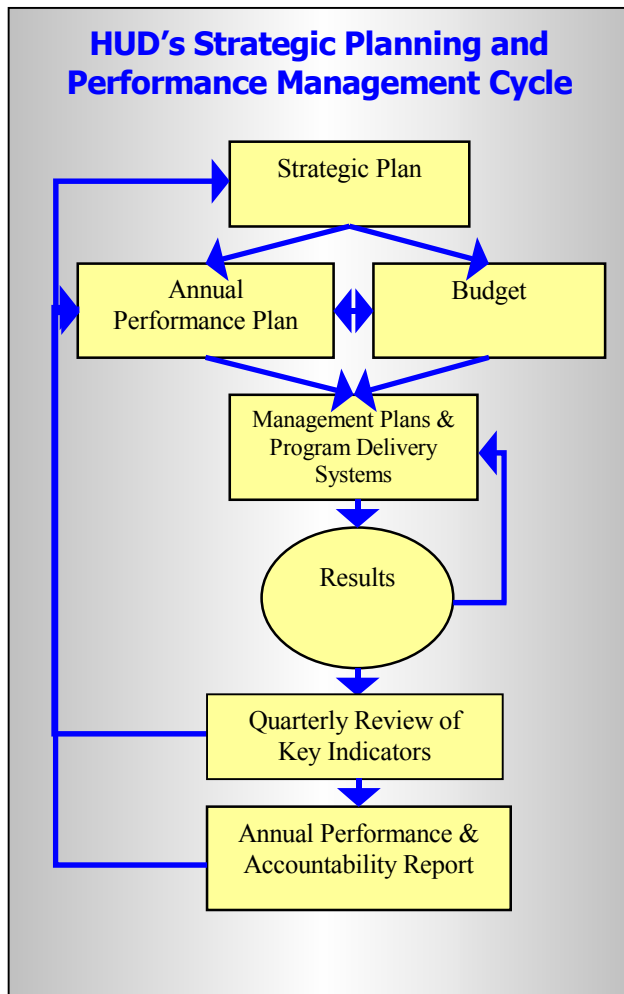 HUD's Strategic Planning and
Performance Management Cycle
Strategic Plan
Annual
Performance Plan
Budget
Management Plans &
Program Delivery
Systems
Results
Quarterly Review of
Key Indicators
Annual Performance &
Accountability Report